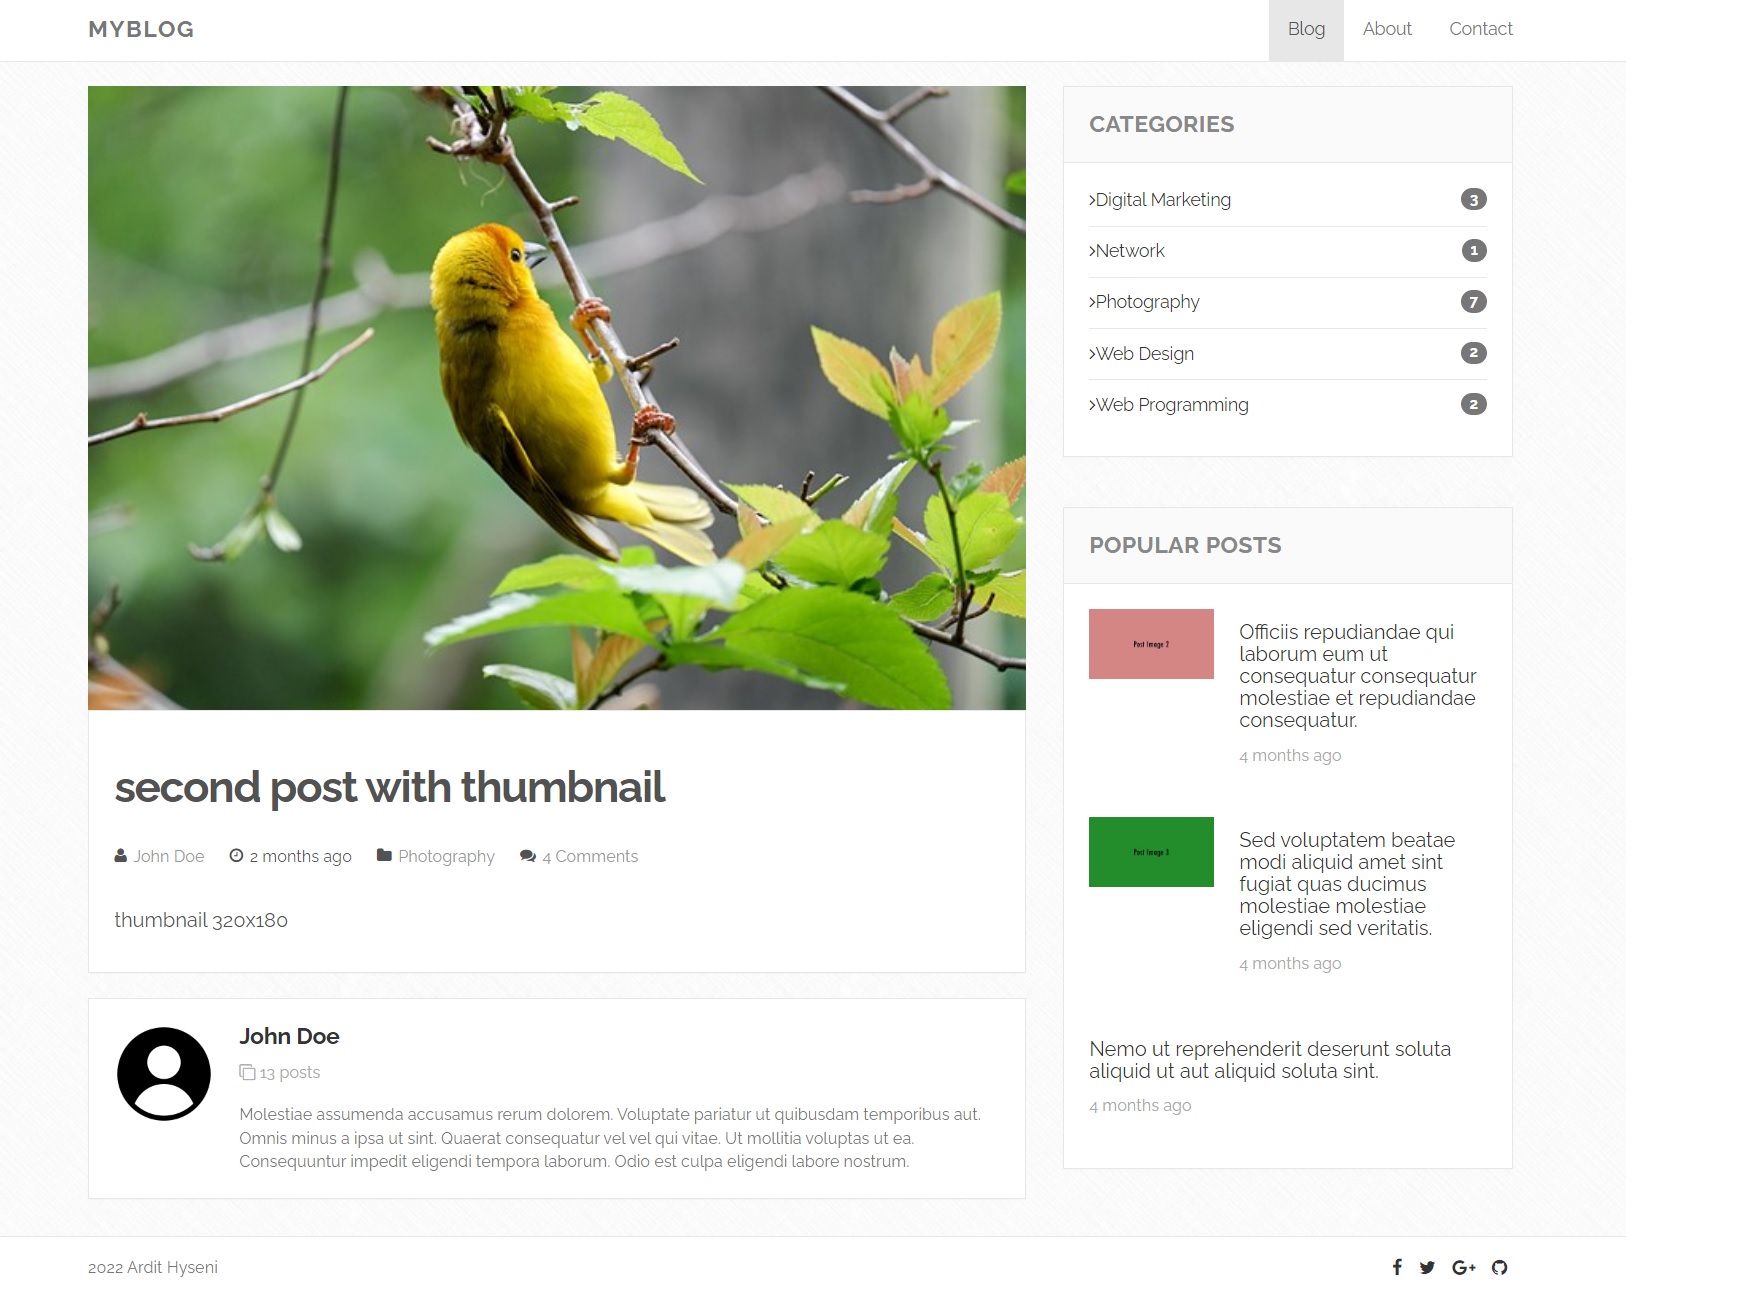 MYBLOG
Blog About Contact
CATEGORIES
Digital Marketing 3
Network 1
Photography 7
Web Design 2
Web Programming 2
POPULAR POSTS
Post Image 2
Officiis repudiandae qui
laborum eum ut
consequatur consequatur
molestiae et repudiandae
consequatur.
4 months ago
Post Image 3
Sed voluptatem beatae
modi aliquid amet sint
fugiat quas ducimus
molestiae molestiae
eligendi sed veritatis.
4 months ago
Nemo ut reprehenderit deserunt soluta
aliquid ut aut aliquid soluta sint.
4 months ago
second post with thumbnail
John Doe 2 months ago Photography 4 Comments
thumbnail 320x180
John Doe
13 posts
Molestiae assumenda accusamus rerum dolorem. Voluptate pariatur ut quibusdam temporibus aut.
Omnis minus a ipsa ut sint. Quaerat consequatur vel vel qui vitae. Ut mollitia voluptas ut ea.
Consequuntur impedit eligendi tempora laborum. Odio est culpa eligendi labore nostrum.
2022 Ardit Hyseni